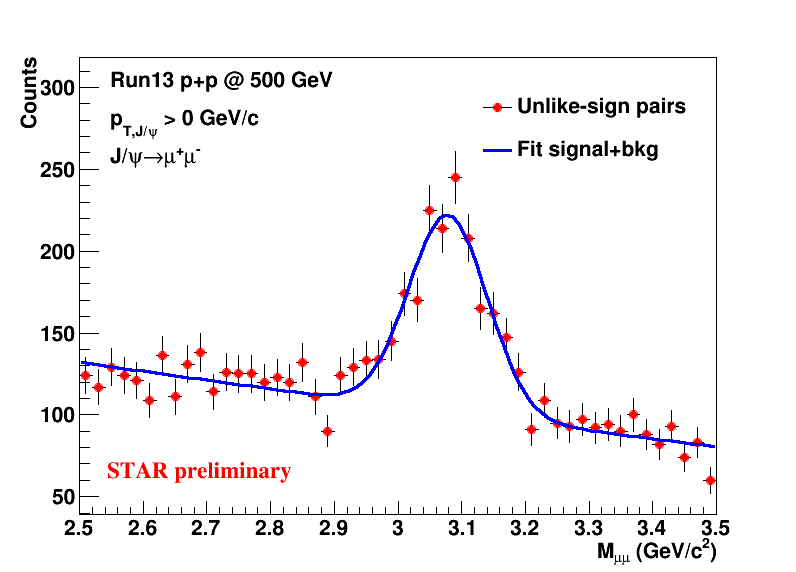 Counts
Run13 p+p @ 500 GeV
p_T,J/ψ > 0 GeV/c
J/ψ→μ⁺μ⁻
Unlike-sign pairs
Fit signal+bkg
STAR preliminary
300
250
200
150
100
50
2.5 2.6 2.7 2.8 2.9 3 3.1 3.2 3.3 3.4 3.5
M_μμ (GeV/c²)